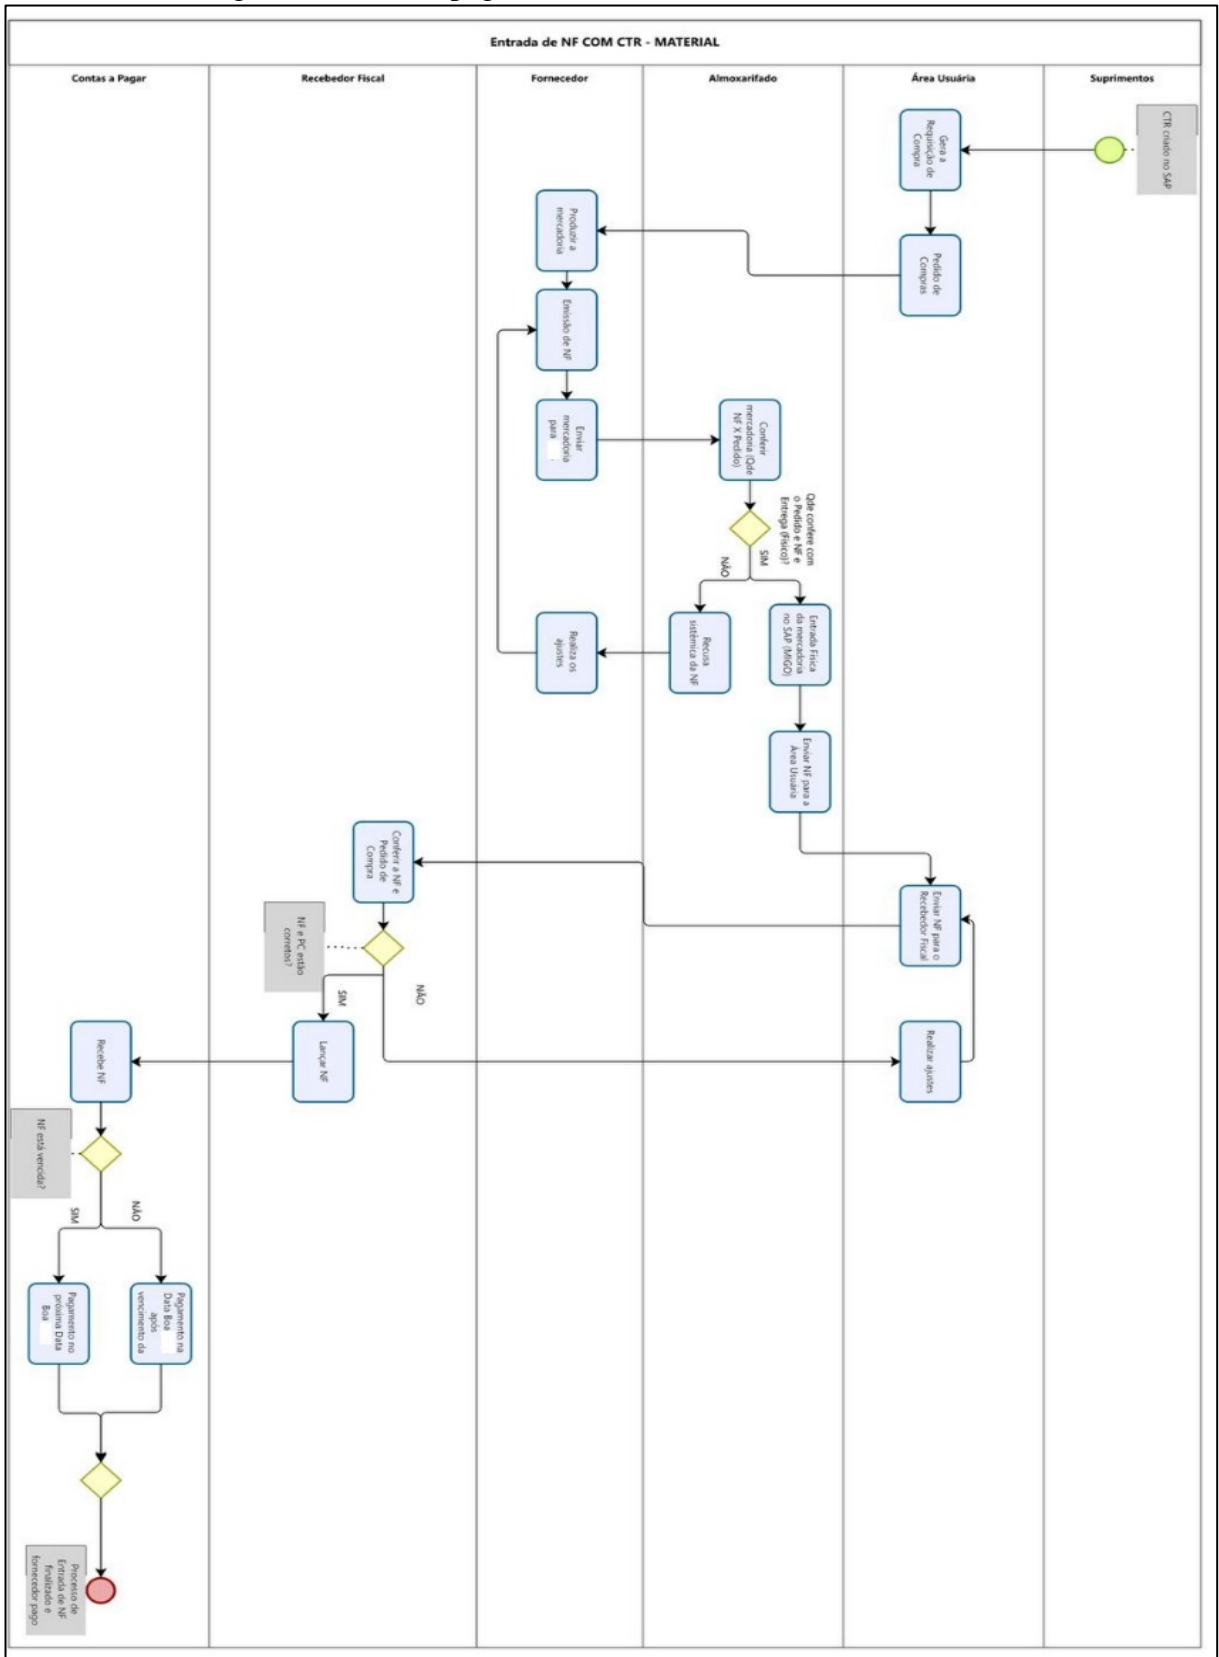 Entrada de NF COM CTR - MATERIAL
Contas a Pagar
Recebedor Fiscal
Fornecedor
Almoxarifado
Área Usuária
Suprimentos
CTR criado no SAP
Gera a
Requisição de
Compra
Pedido de
Compras
Produzir a
mercadoria
Emissão de NF
Enviar
mercadoria
para
Conferir
mercadoria (Qde
NF X Pedido)
Qde confere com
o Pedido e NF e
Entrega (Físico)?
SIM
NÃO
Entrada Física
da mercadoria
no SAP (MIGO)
Recusa
sistêmica da NF
Realiza os
ajustes
Enviar NF para a
Área Usuária
Enviar NF para o
Recebedor Fiscal
Conferir a NF e
Pedido de
Compra
NF e PC estão
corretos?
NÃO
SIM
Realizar ajustes
Lançar NF
Recebe NF
NF está vencida?
NÃO
SIM
Pagamento na
Data Boa
após
vencimento da
Pagamento no
próxima Data
Boa
Processo de
Entrada de NF
finalizado e
fornecedor pago